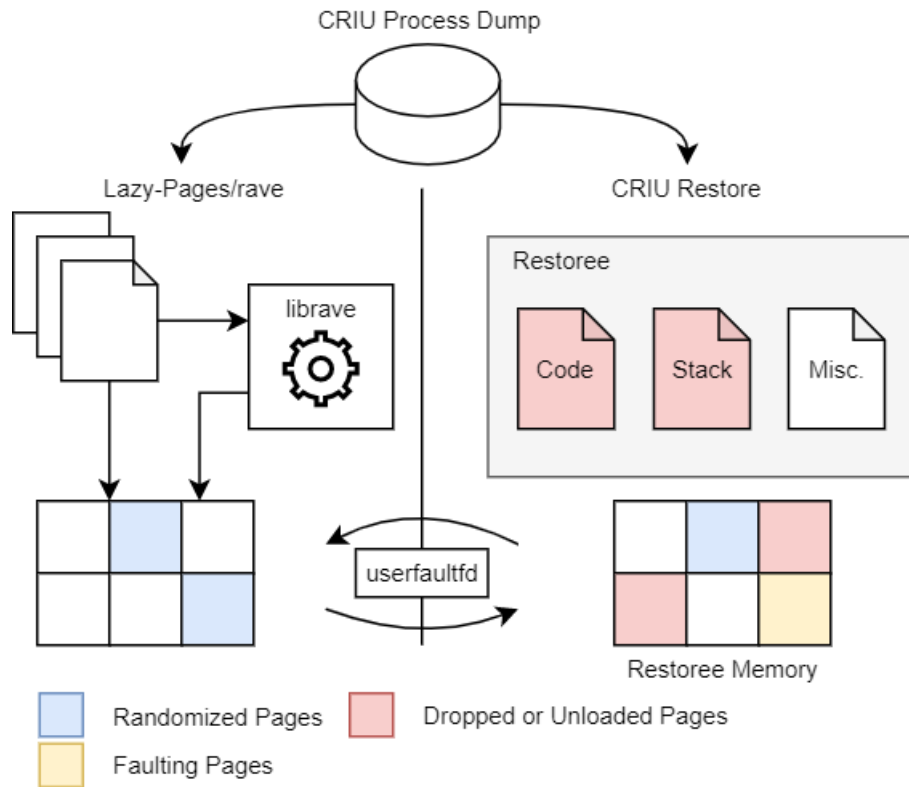 CRIU Process Dump
Lazy-Pages/rave
CRIU Restore
Restoree
librave
Code
Stack
Misc.
userfaultfd
Restoree Memory
Randomized Pages
Dropped or Unloaded Pages
Faulting Pages